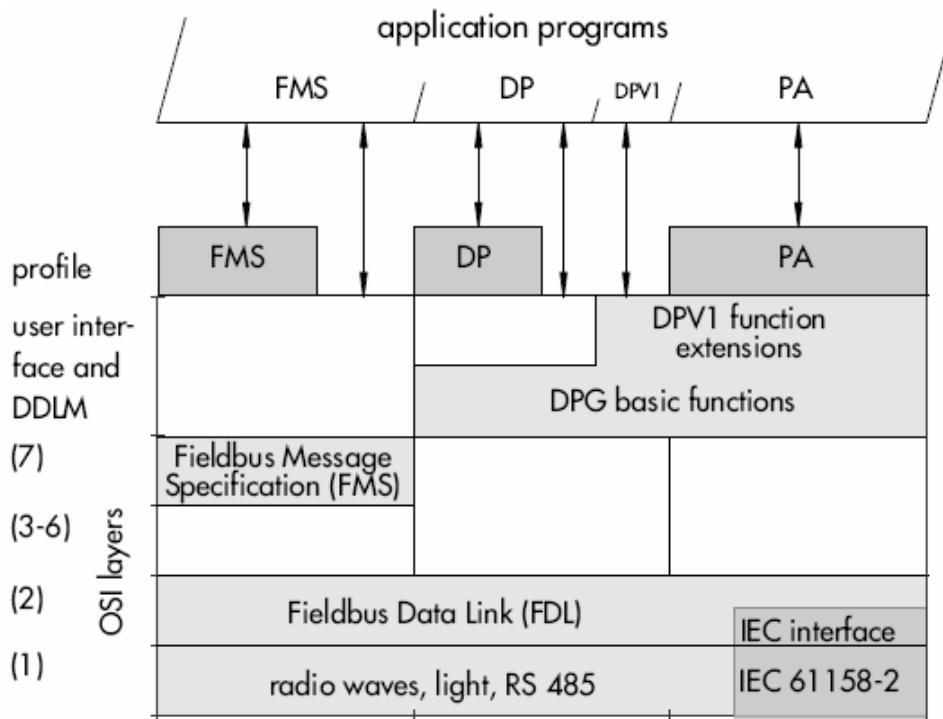 application programs
FMS
DP
DPV1
PA
FMS
DP
PA
profile
user inter-
face and
DDLM
DPV1 function
extensions
DPG basic functions
(7)
Fieldbus Message
Specification (FMS)
(3-6)
OSI layers
(2)
Fieldbus Data Link (FDL)
IEC interface
(1)
radio waves, light, RS 485
IEC 61158-2